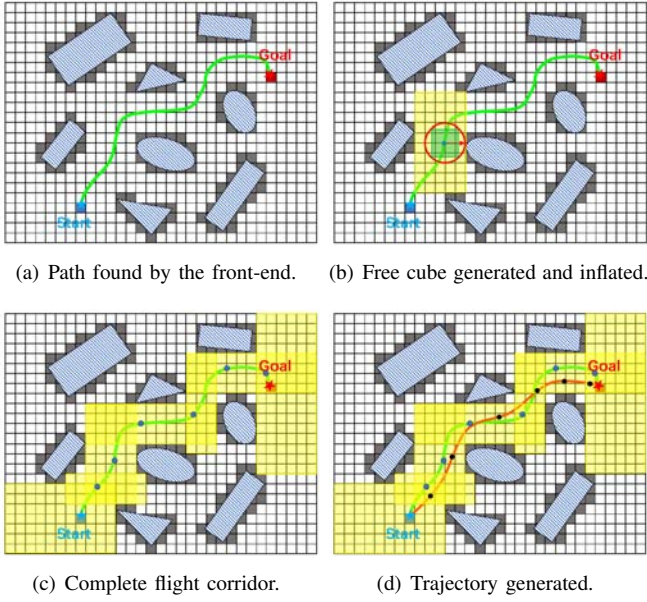 Goal
Start
Goal
Start
(a) Path found by the front-end.
(b) Free cube generated and inflated.
Goal
Start
Goal
Start
(c) Complete flight corridor.
(d) Trajectory generated.